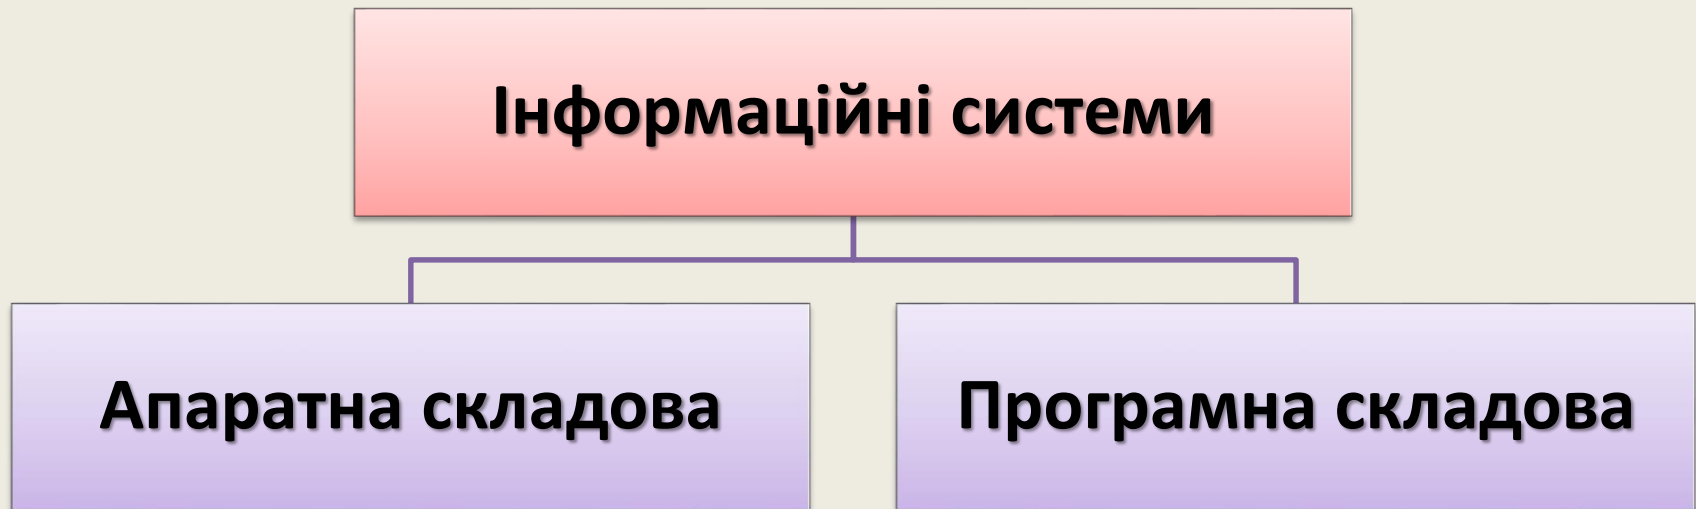 Інформаційні системи
Апаратна складова
Програмна складова